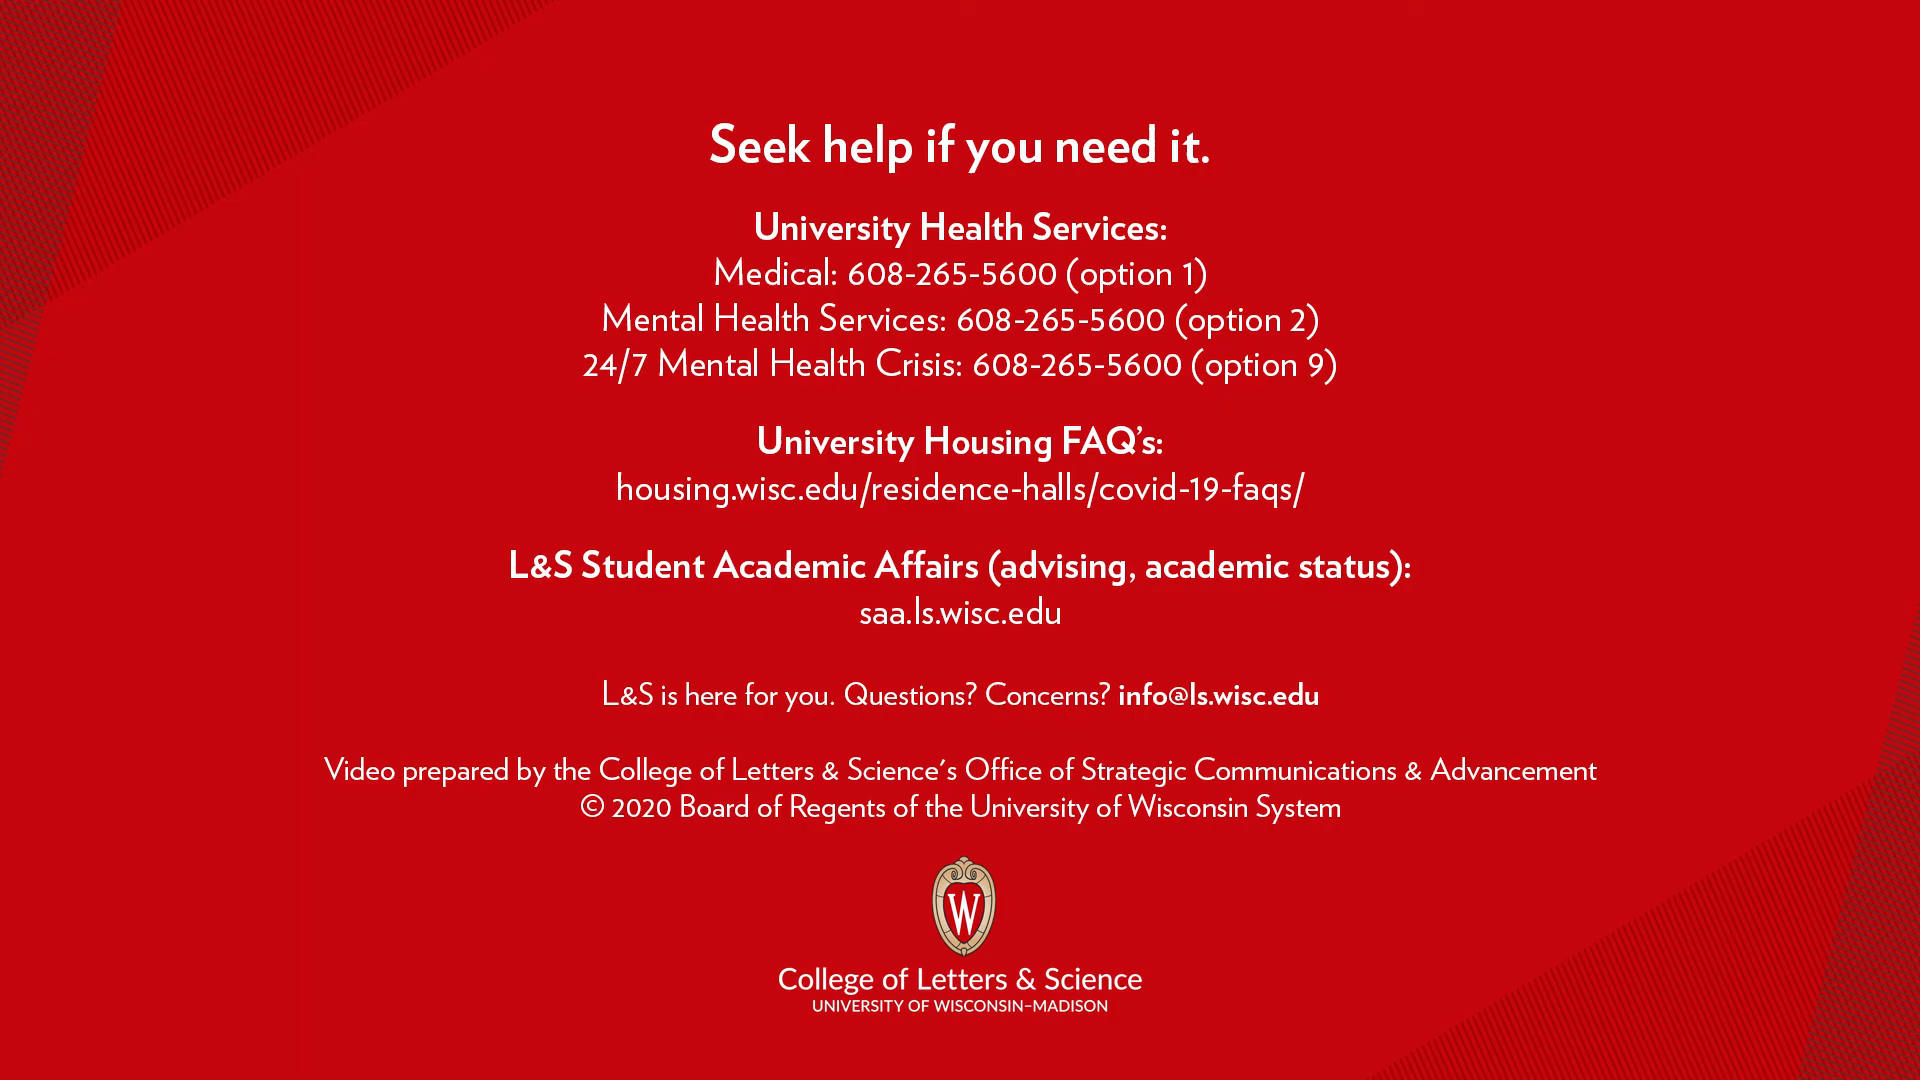 Seek help if you need it.
University Health Services:
Medical: 608-265-5600 (option 1)
Mental Health Services: 608-265-5600 (option 2)
24/7 Mental Health Crisis: 608-265-5600 (option 9)
University Housing FAQ's:
housing.wisc.edu/residence-halls/covid-19-faqs/
L&S Student Academic Affairs (advising, academic status):
saa.ls.wisc.edu
L&S is here for you. Questions? Concerns? info@ls.wisc.edu
Video prepared by the College of Letters & Science's Office of Strategic Communications & Advancement
© 2020 Board of Regents of the University of Wisconsin System
W
College of Letters & Science
UNIVERSITY OF WISCONSIN–MADISON